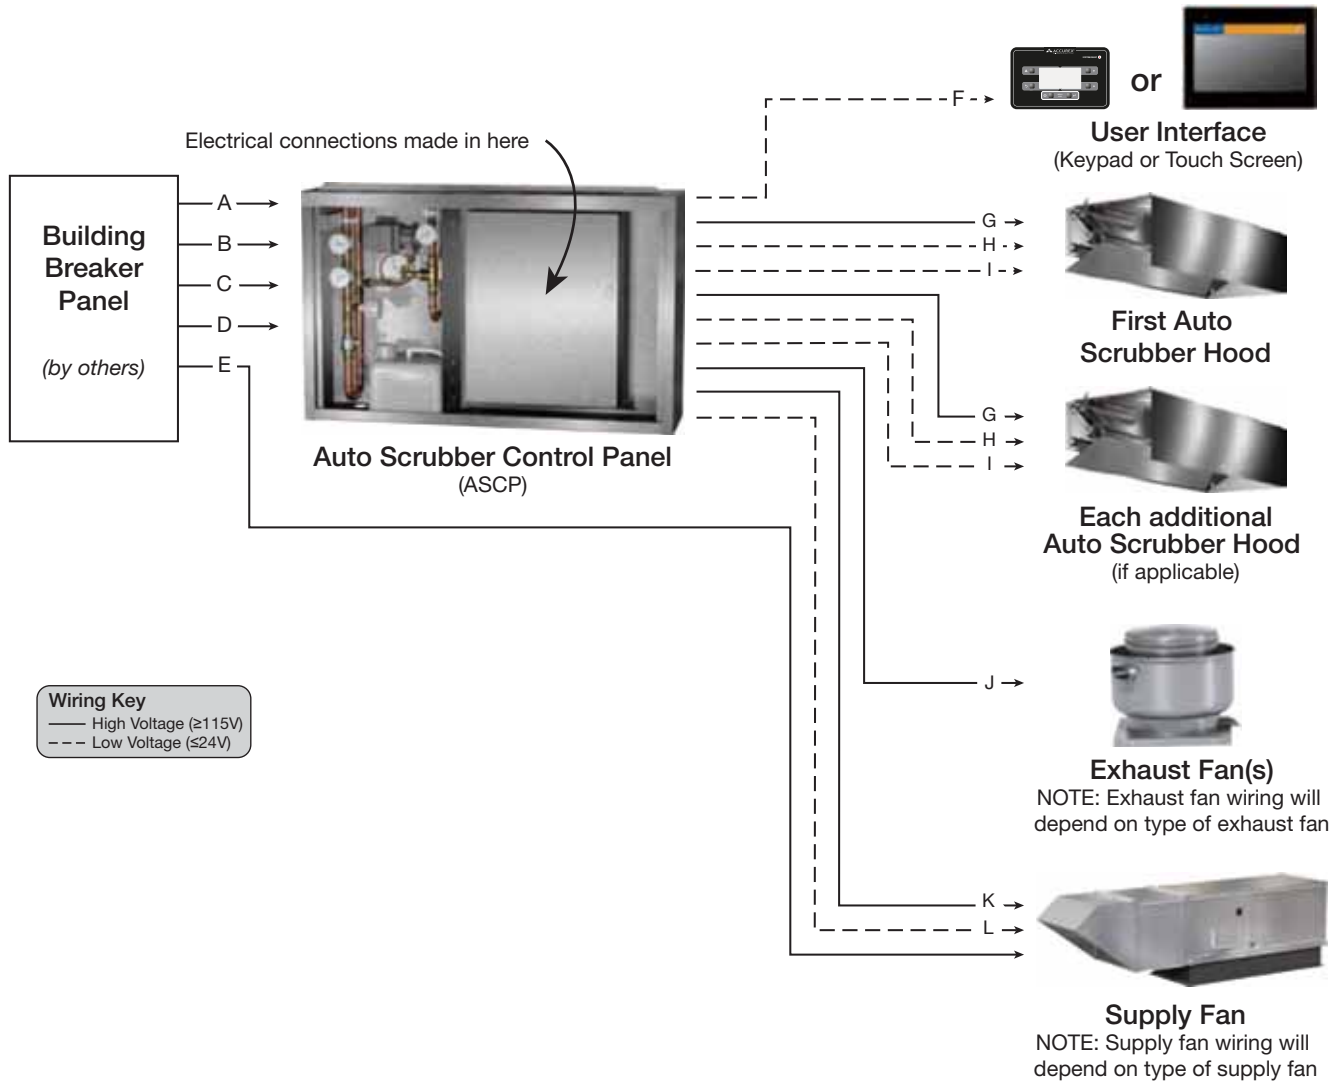 ACCUREX
F
or
User Interface
(Keypad or Touch Screen)
Electrical connections made in here
Building
Breaker
Panel
(by others)
A
B
C
D
E
Auto Scrubber Control Panel
(ASCP)
G
H
I
First Auto
Scrubber Hood
G
H
I
Each additional
Auto Scrubber Hood
(if applicable)
J
Exhaust Fan(s)
NOTE: Exhaust fan wiring will
depend on type of exhaust fan
Wiring Key
High Voltage (≥115V)
Low Voltage (≤24V)
K
L
Supply Fan
NOTE: Supply fan wiring will
depend on type of supply fan